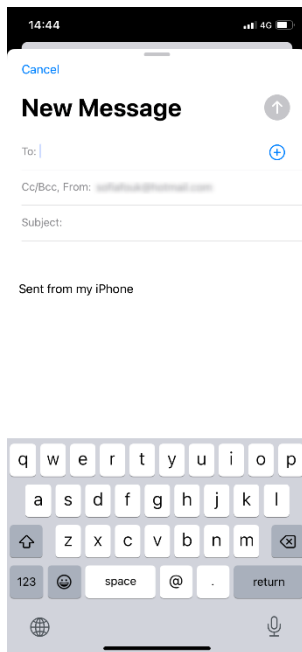 14:44
4G
Cancel
New Message
To:
Cc/Bcc, From:
Subject:
Sent from my iPhone
q w e r t y u i o p
a s d f g h j k l
z x c v b n m
123 space @ . return